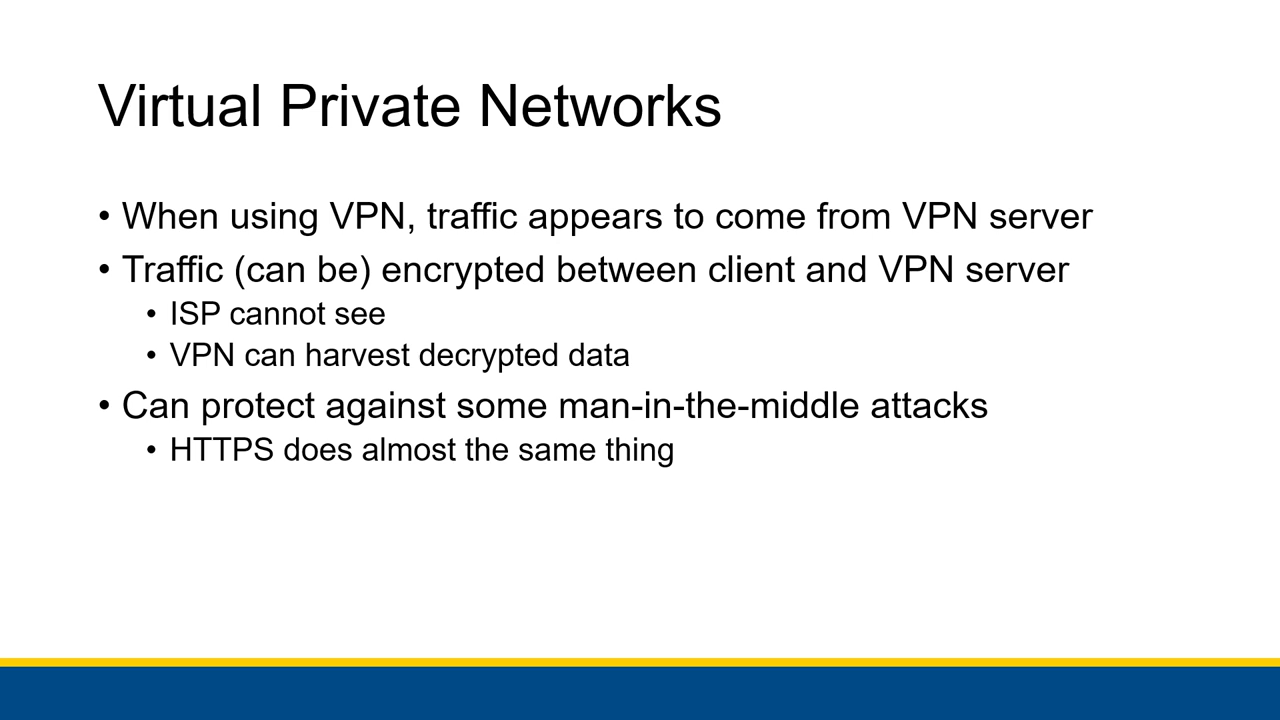 Virtual Private Networks
• When using VPN, traffic appears to come from VPN server
• Traffic (can be) encrypted between client and VPN server
• ISP cannot see
• VPN can harvest decrypted data
• Can protect against some man-in-the-middle attacks
• HTTPS does almost the same thing